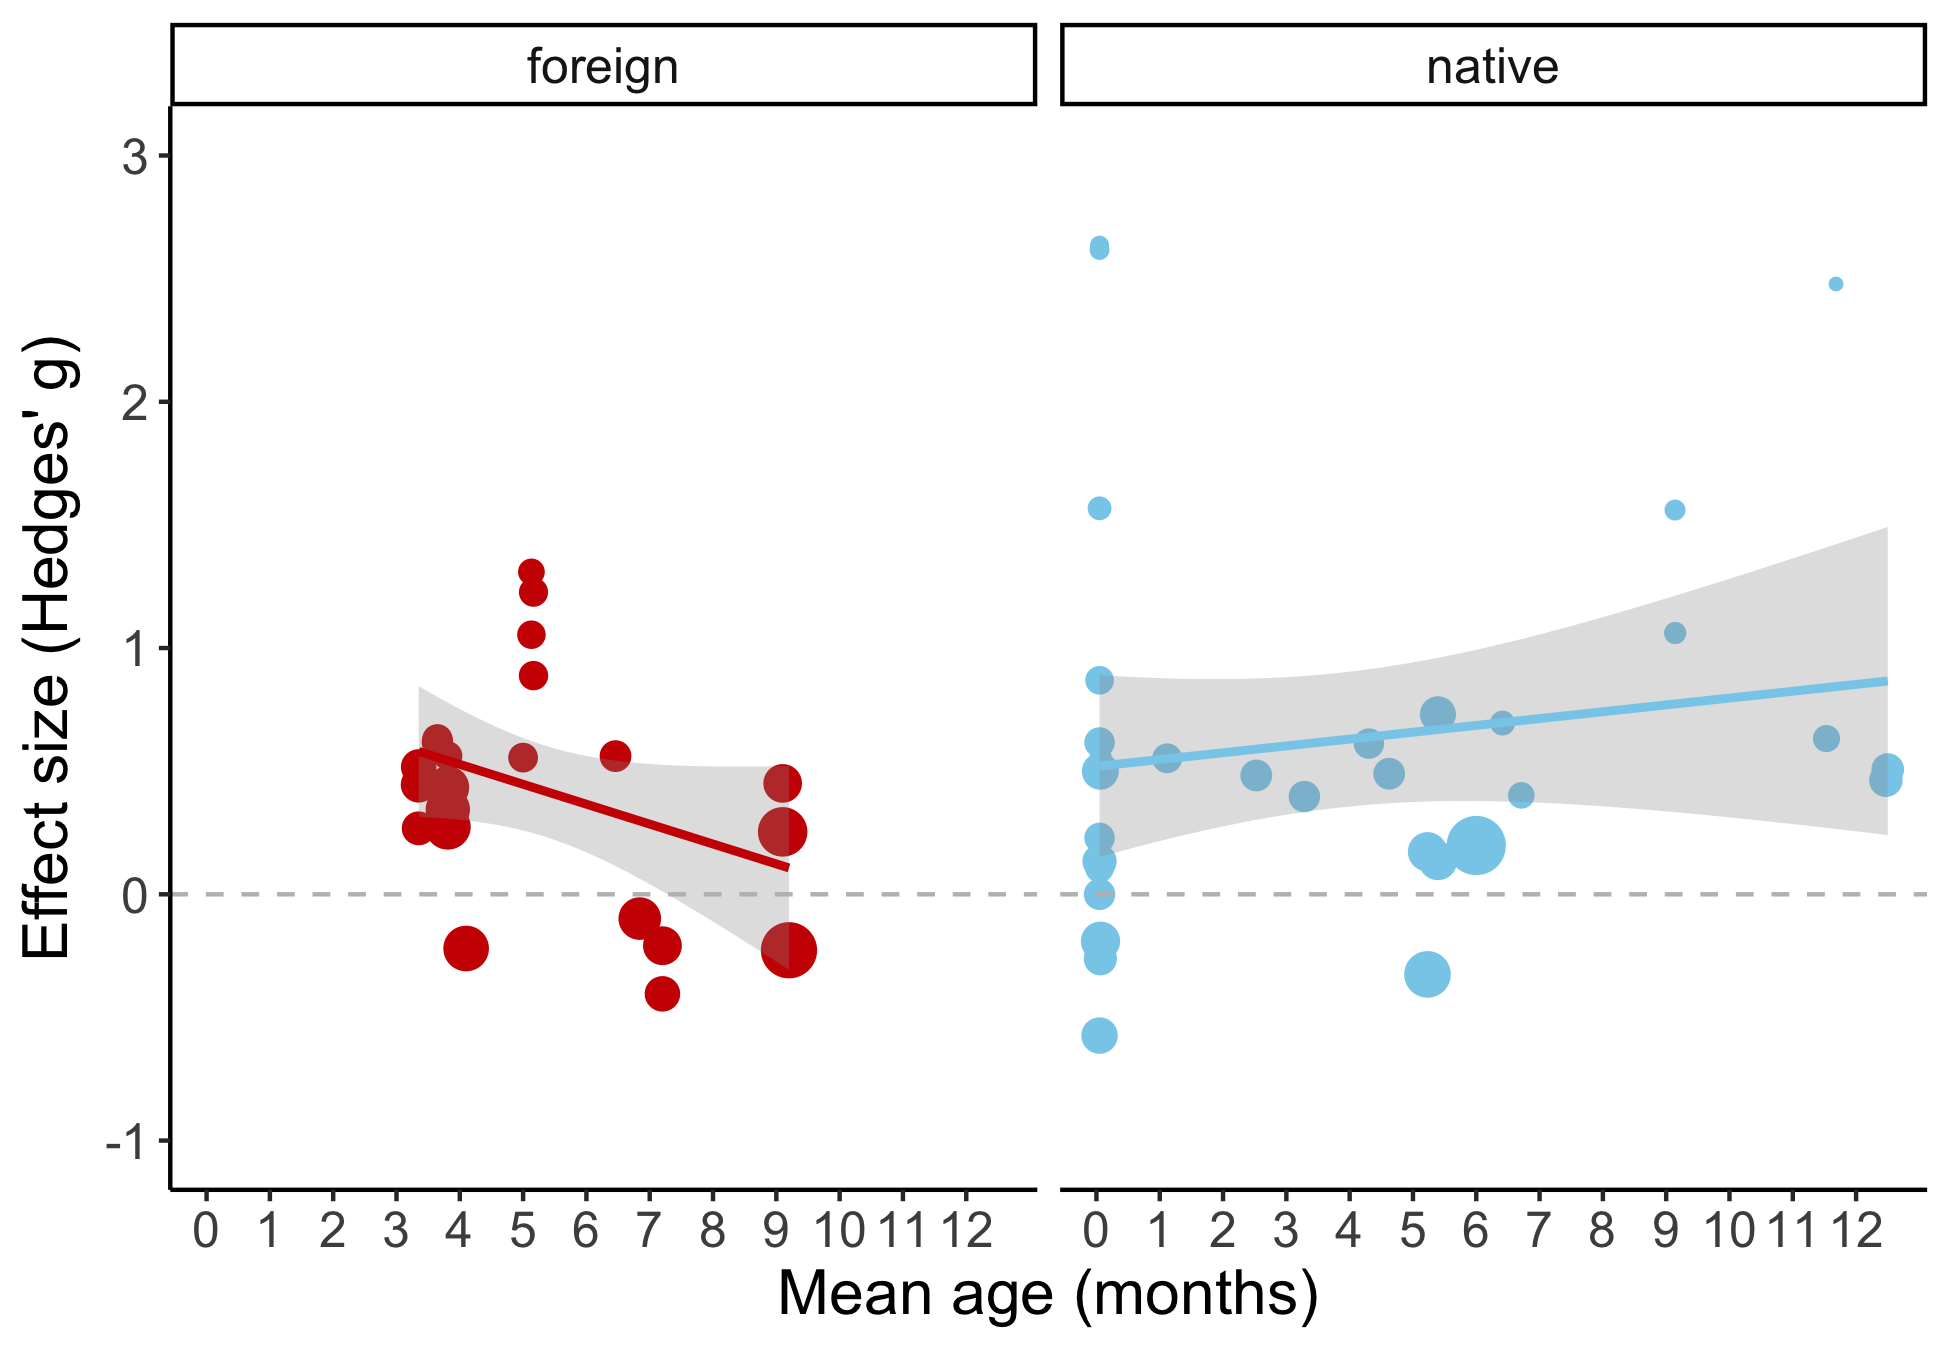 foreign
native
3
2
1
0
-1
Effect size (Hedges' g)
0 1 2 3 4 5 6 7 8 9 10 11 12
0 1 2 3 4 5 6 7 8 9 10 11 12
Mean age (months)